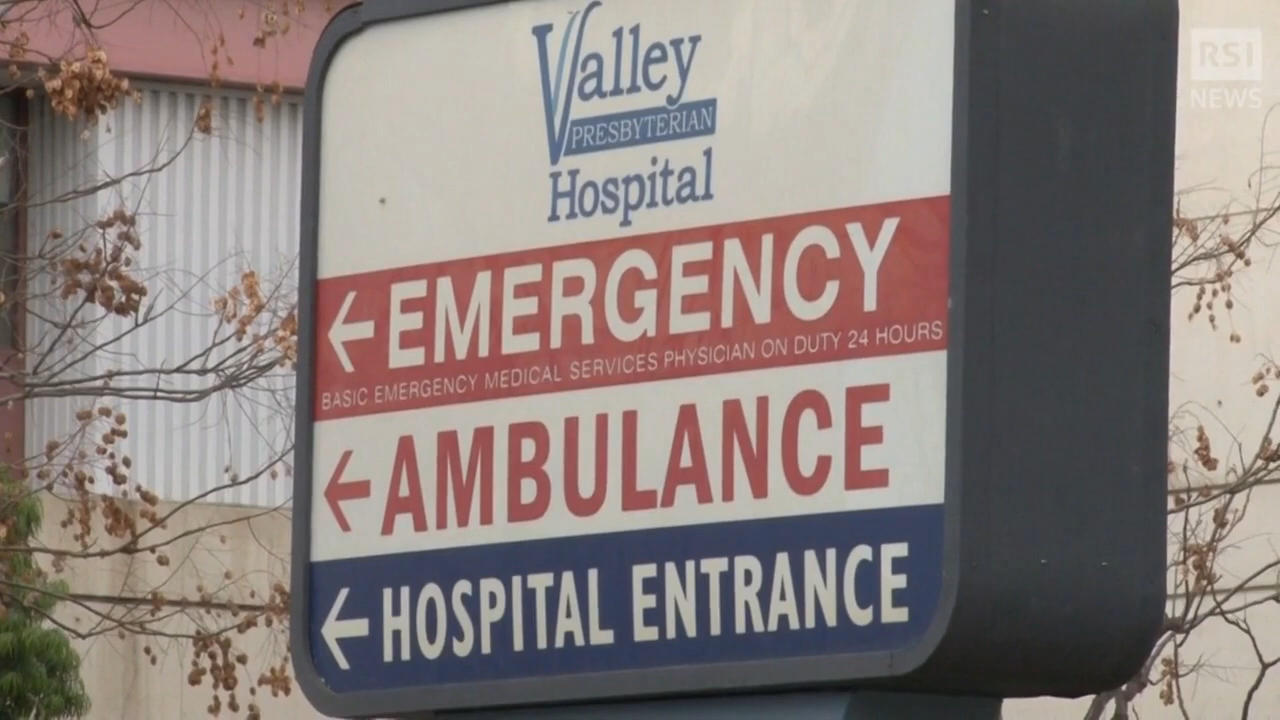 RSI
NEWS
Valley
PRESBYTERIAN
Hospital
← EMERGENCY
BASIC EMERGENCY MEDICAL SERVICES PHYSICIAN ON DUTY 24 HOURS
← AMBULANCE
← HOSPITAL ENTRANCE